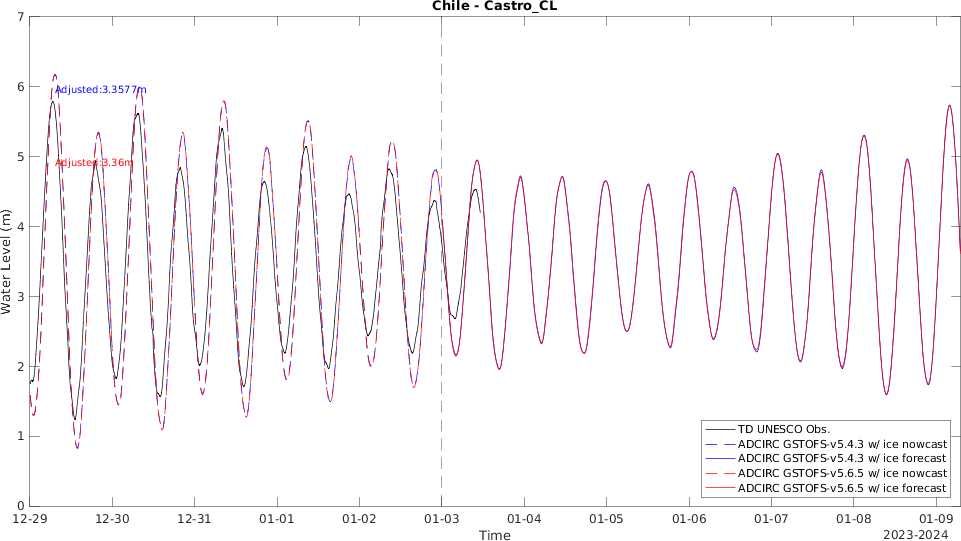 Chile - Castro_CL
7
6
5
4
3
2
1
0
Water Level (m)
Adjusted:3.3577m
Adjusted:3.36m
TD UNESCO Obs.
ADCIRC GSTOFS-v5.4.3 w/ ice nowcast
ADCIRC GSTOFS-v5.4.3 w/ ice forecast
ADCIRC GSTOFS-v5.6.5 w/ ice nowcast
ADCIRC GSTOFS-v5.6.5 w/ ice forecast
12-29 12-30 12-31 01-01 01-02 01-03 01-04 01-05 01-06 01-07 01-08 01-09
Time
2023-2024